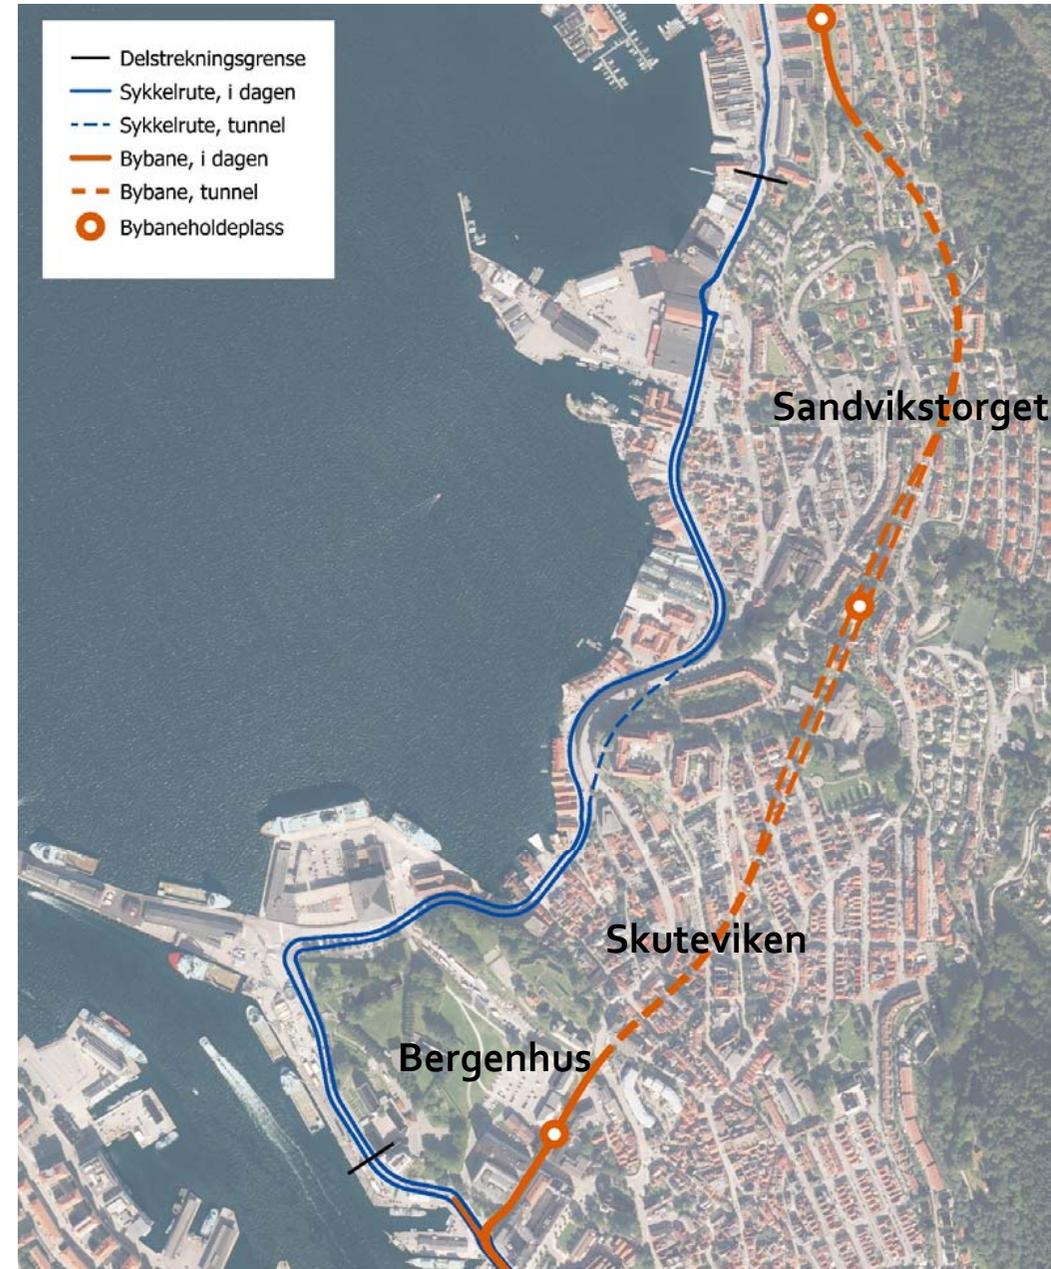 Delstrekningsgrense
Sykkelrute, i dagen
Sykkelrute, tunnel
Bybane, i dagen
Bybane, tunnel
Bybaneholdeplass
Sandvikstorget
Skuteviken
Bergenhus